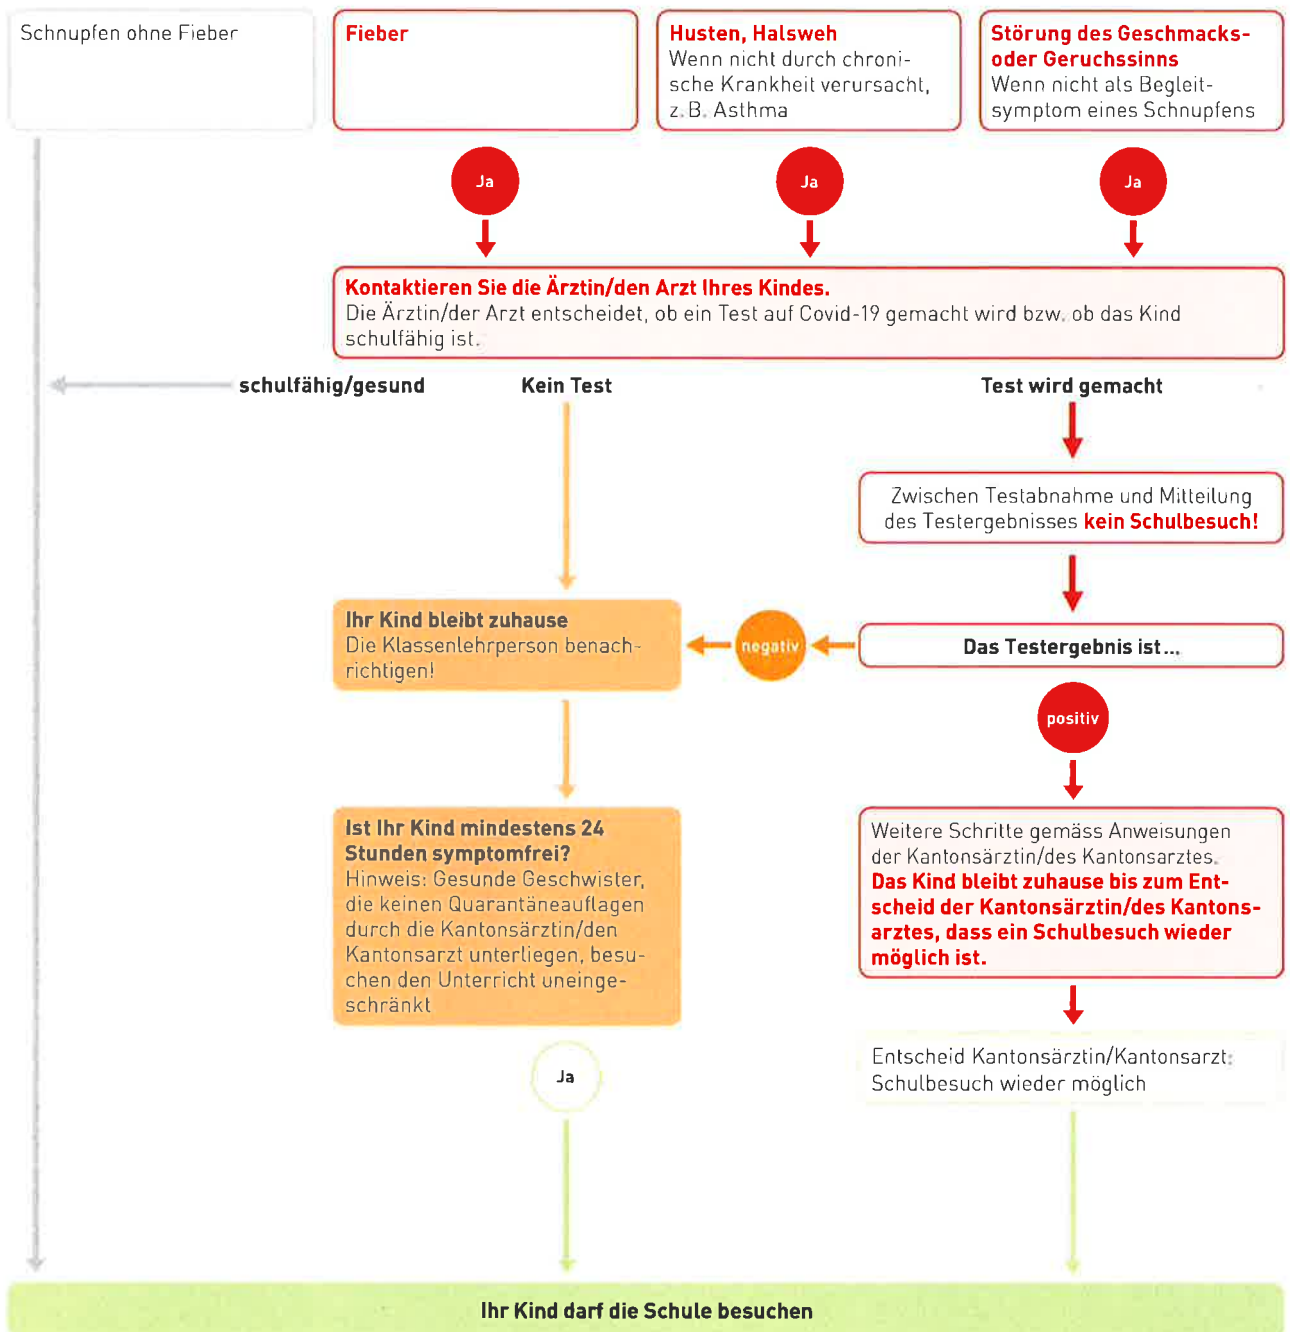 Schnupfen ohne Fieber
Fieber
Husten, Halsweh
Wenn nicht durch chroni-
sche Krankheit verursacht,
z. B. Asthma
Störung des Geschmacks-
oder Geruchssinns
Wenn nicht als Begleit-
symptom eines Schnupfens
Ja
Ja
Ja
Kontaktieren Sie die Ärztin/den Arzt Ihres Kindes.
Die Ärztin/der Arzt entscheidet, ob ein Test auf Covid-19 gemacht wird bzw. ob das Kind
schulfähig ist.
schulfähig/gesund
Kein Test
Test wird gemacht
Zwischen Testabnahme und Mitteilung
des Testergebnisses kein Schulbesuch!
Ihr Kind bleibt zuhause
Die Klassenlehrperson benach-
richtigen!
negativ
Das Testergebnis ist...
positiv
Ist Ihr Kind mindestens 24
Stunden symptomfrei?
Hinweis: Gesunde Geschwister,
die keinen Quarantäneauflagen
durch die Kantonsärztin/den
Kantonsarzt unterliegen, besu-
chen den Unterricht uneinge-
schränkt
Weitere Schritte gemäss Anweisungen
der Kantonsärztin/des Kantonsarztes.
Das Kind bleibt zuhause bis zum Ent-
scheid der Kantonsärztin/des Kantons-
arztes, dass ein Schulbesuch wieder
möglich ist.
Ja
Entscheid Kantonsärztin/Kantonsarzt:
Schulbesuch wieder möglich
Ihr Kind darf die Schule besuchen